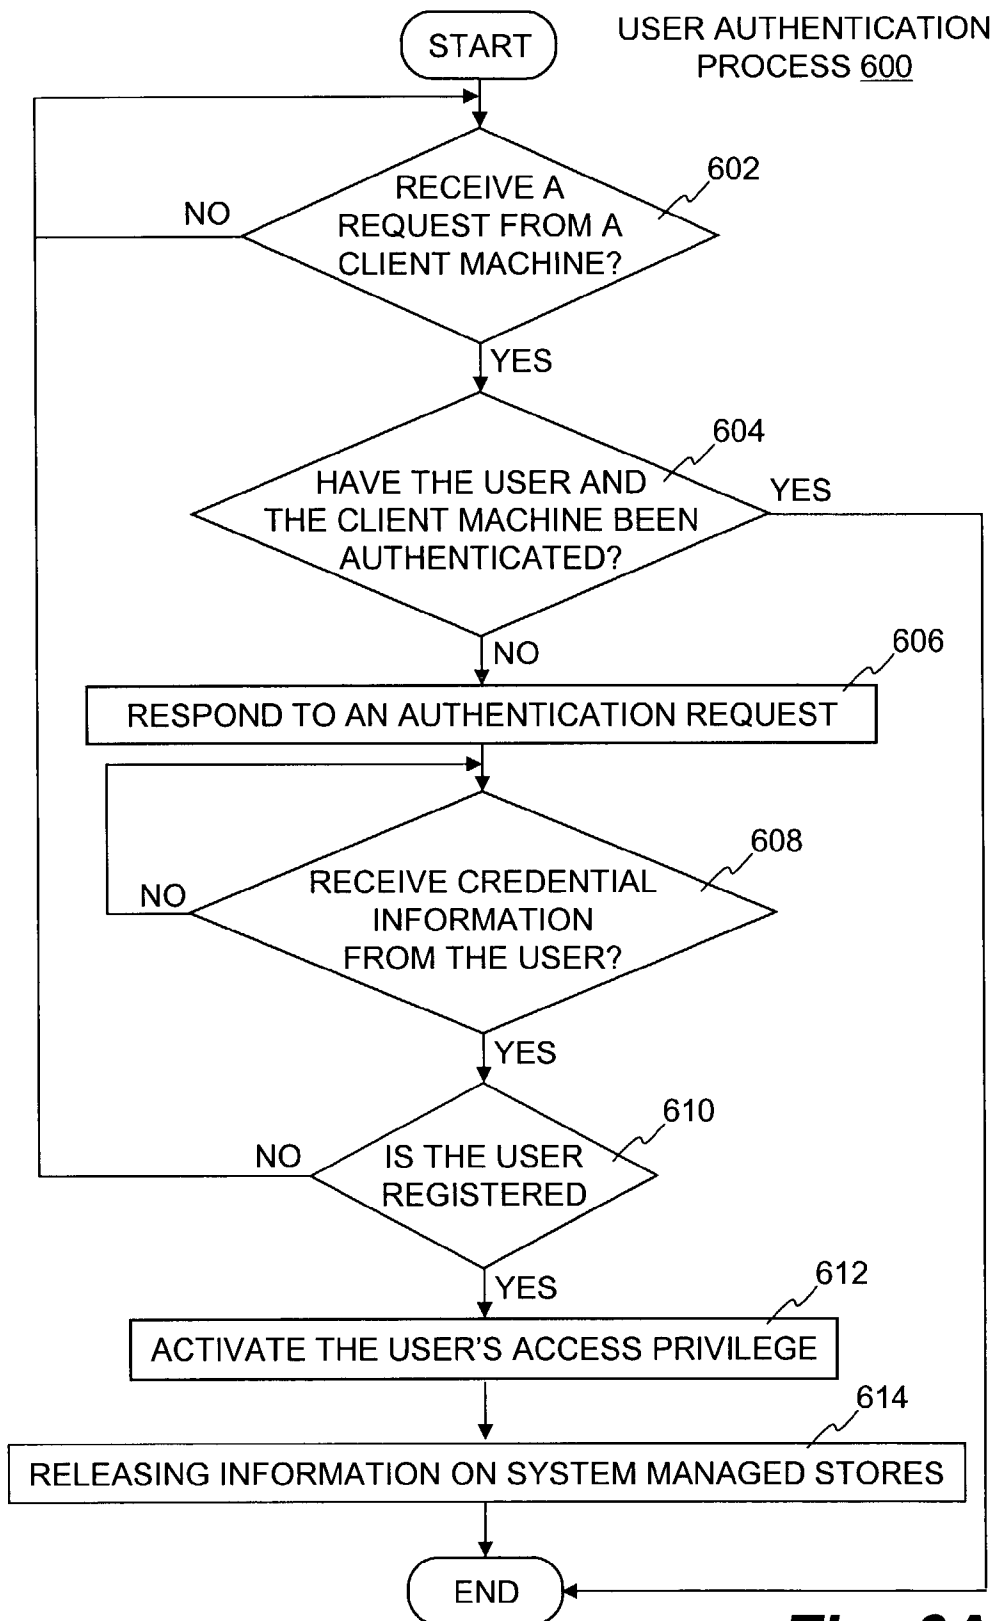 START
USER AUTHENTICATION
PROCESS 600
602
RECEIVE A
REQUEST FROM A
CLIENT MACHINE?
NO
YES
604
HAVE THE USER AND
THE CLIENT MACHINE BEEN
AUTHENTICATED?
YES
NO
606
RESPOND TO AN AUTHENTICATION REQUEST
608
RECEIVE CREDENTIAL
INFORMATION
FROM THE USER?
NO
YES
610
IS THE USER
REGISTERED
NO
YES
612
ACTIVATE THE USER'S ACCESS PRIVILEGE
614
RELEASING INFORMATION ON SYSTEM MANAGED STORES
END